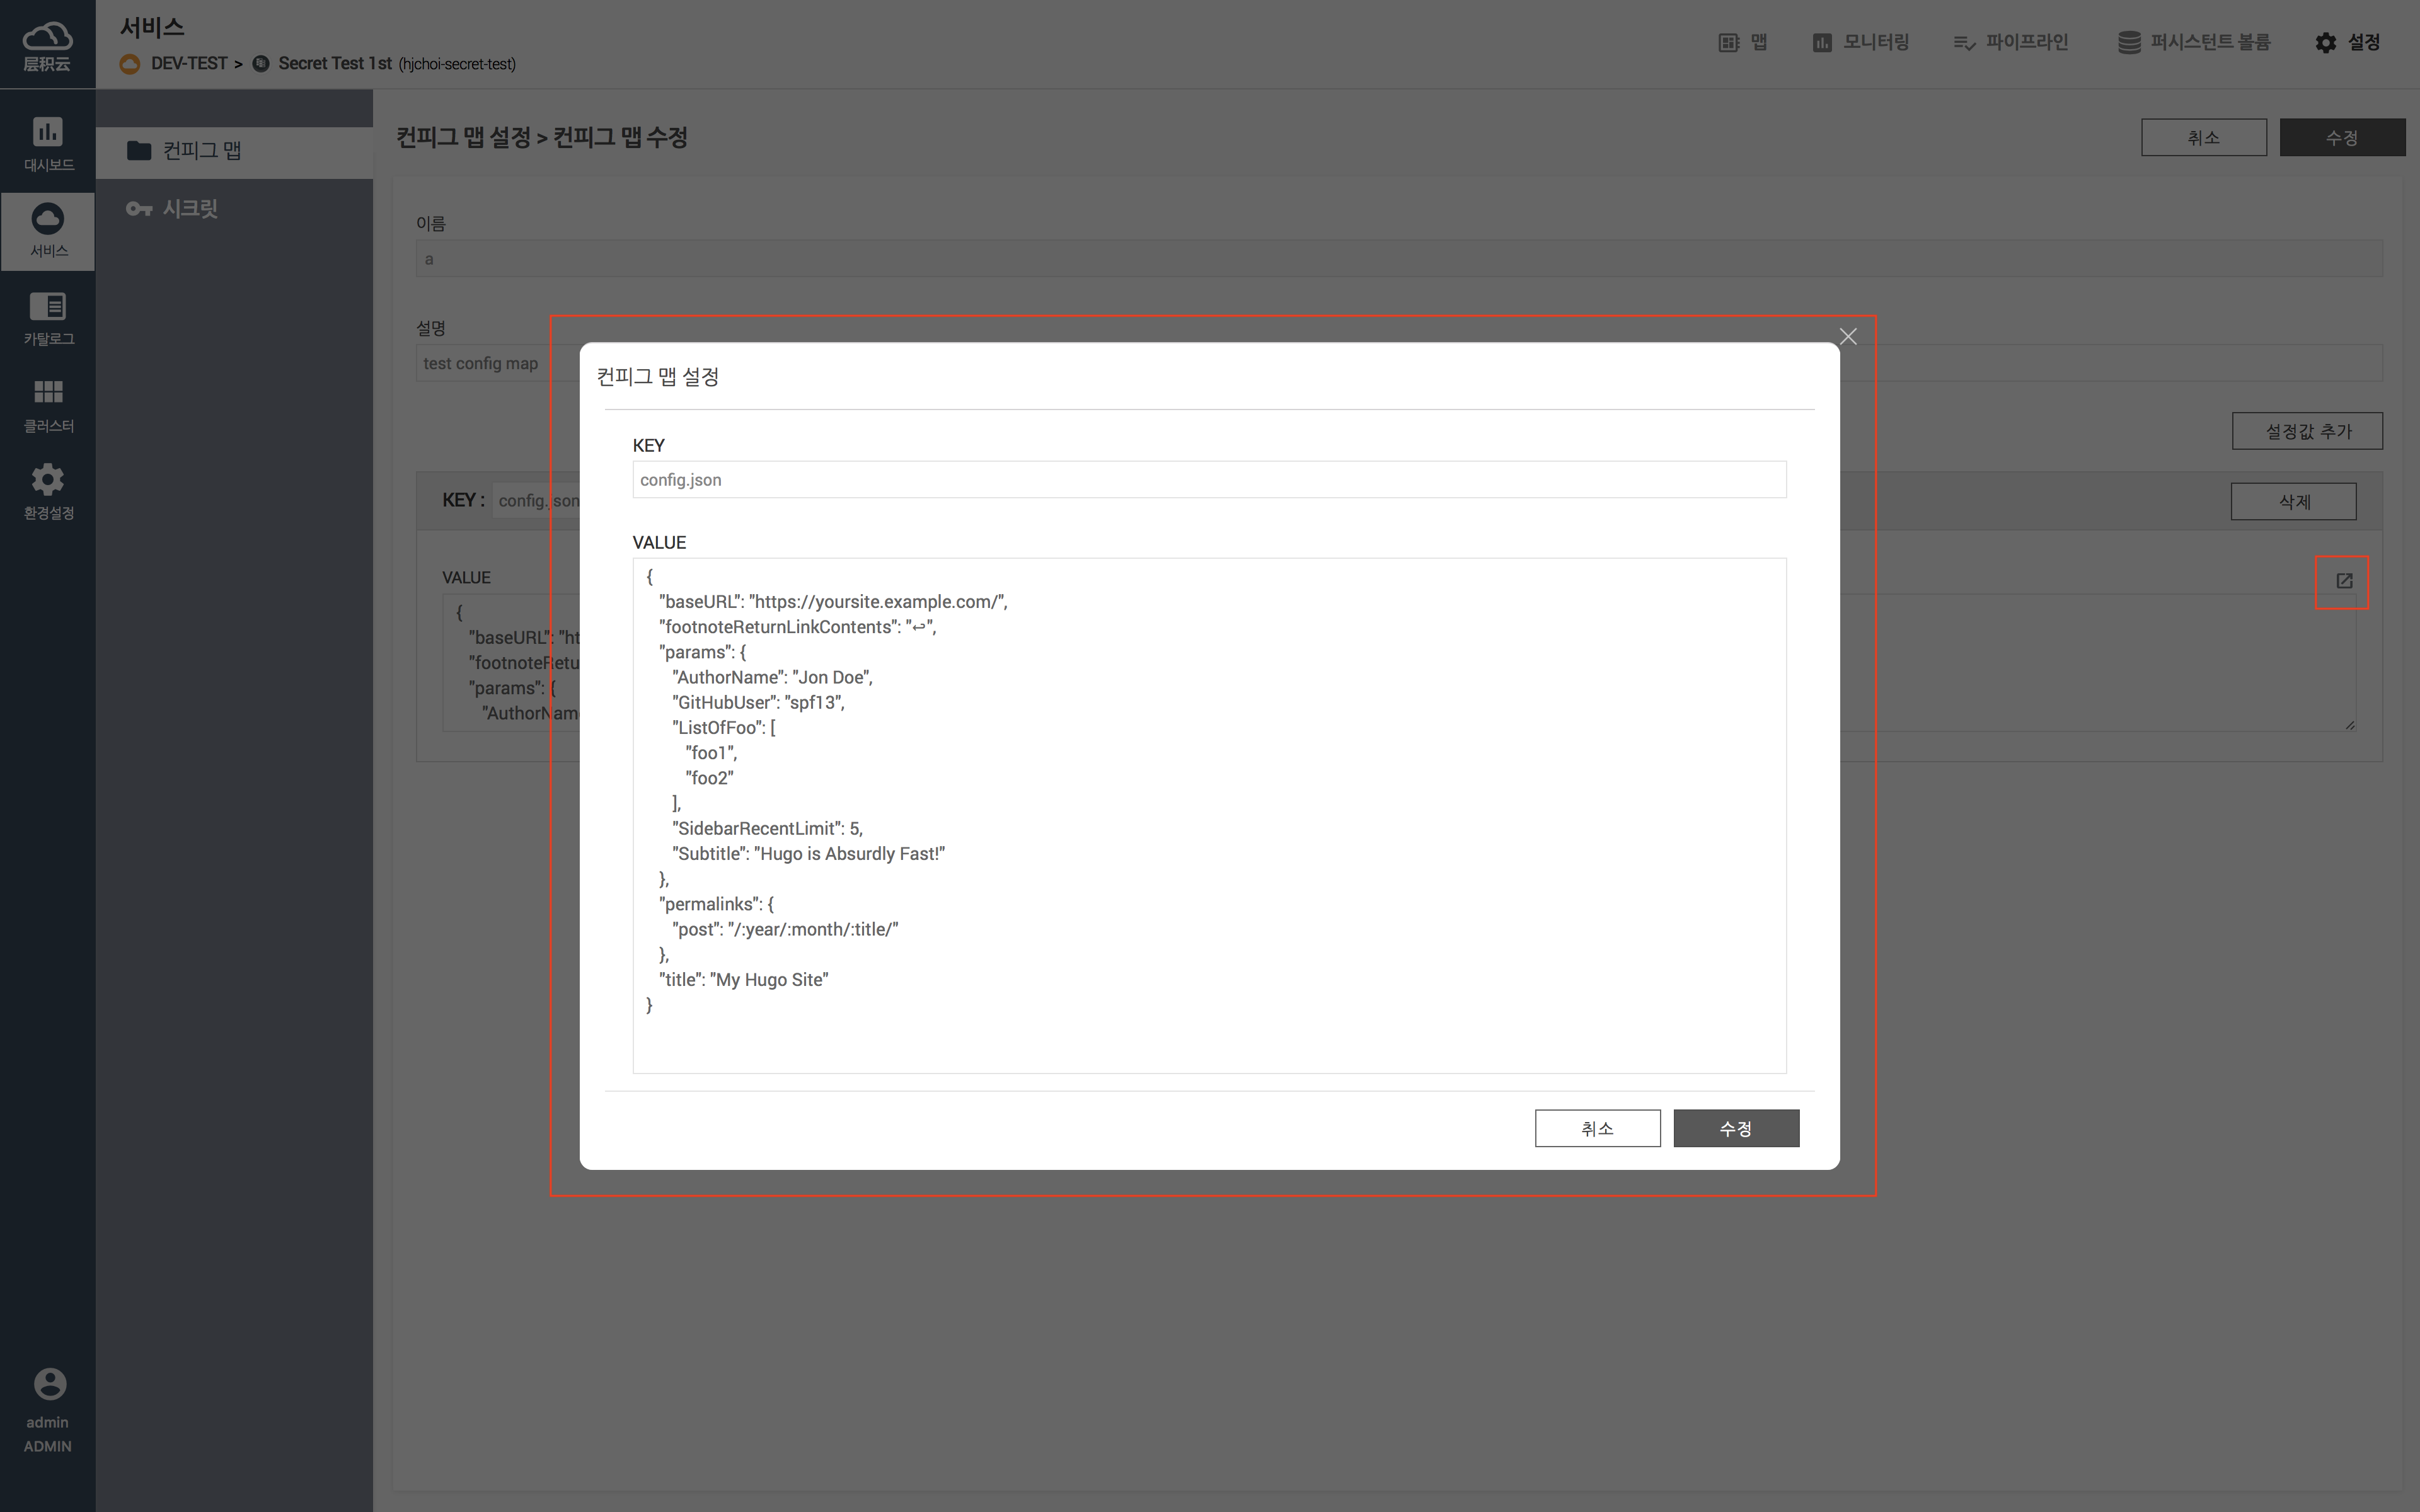 层积云
서비스
DEV-TEST > Secret Test 1st (hjchoi-secret-test)
맵
모니터링
파이프라인
퍼시스턴트 볼륨
설정
대시보드
서비스
카탈로그
클러스터
환경설정
admin
ADMIN
컨피그 맵
시크릿
컨피그 맵 설정 > 컨피그 맵 수정
취소
수정
이름
a
설명
test config map
설정값 추가
KEY : config.json
삭제
VALUE
{
"baseURL": "ht
"footnoteRetu
"params": {
"AuthorName
컨피그 맵 설정
KEY
config.json
VALUE
{
"baseURL": "https://yoursite.example.com/",
"footnoteReturnLinkContents": "↩",
"params": {
"AuthorName": "Jon Doe",
"GitHubUser": "spf13",
"ListOfFoo": [
"foo1",
"foo2"
],
"SidebarRecentLimit": 5,
"Subtitle": "Hugo is Absurdly Fast!"
},
"permalinks": {
"post": "/:year/:month/:title/"
},
"title": "My Hugo Site"
}
취소
수정